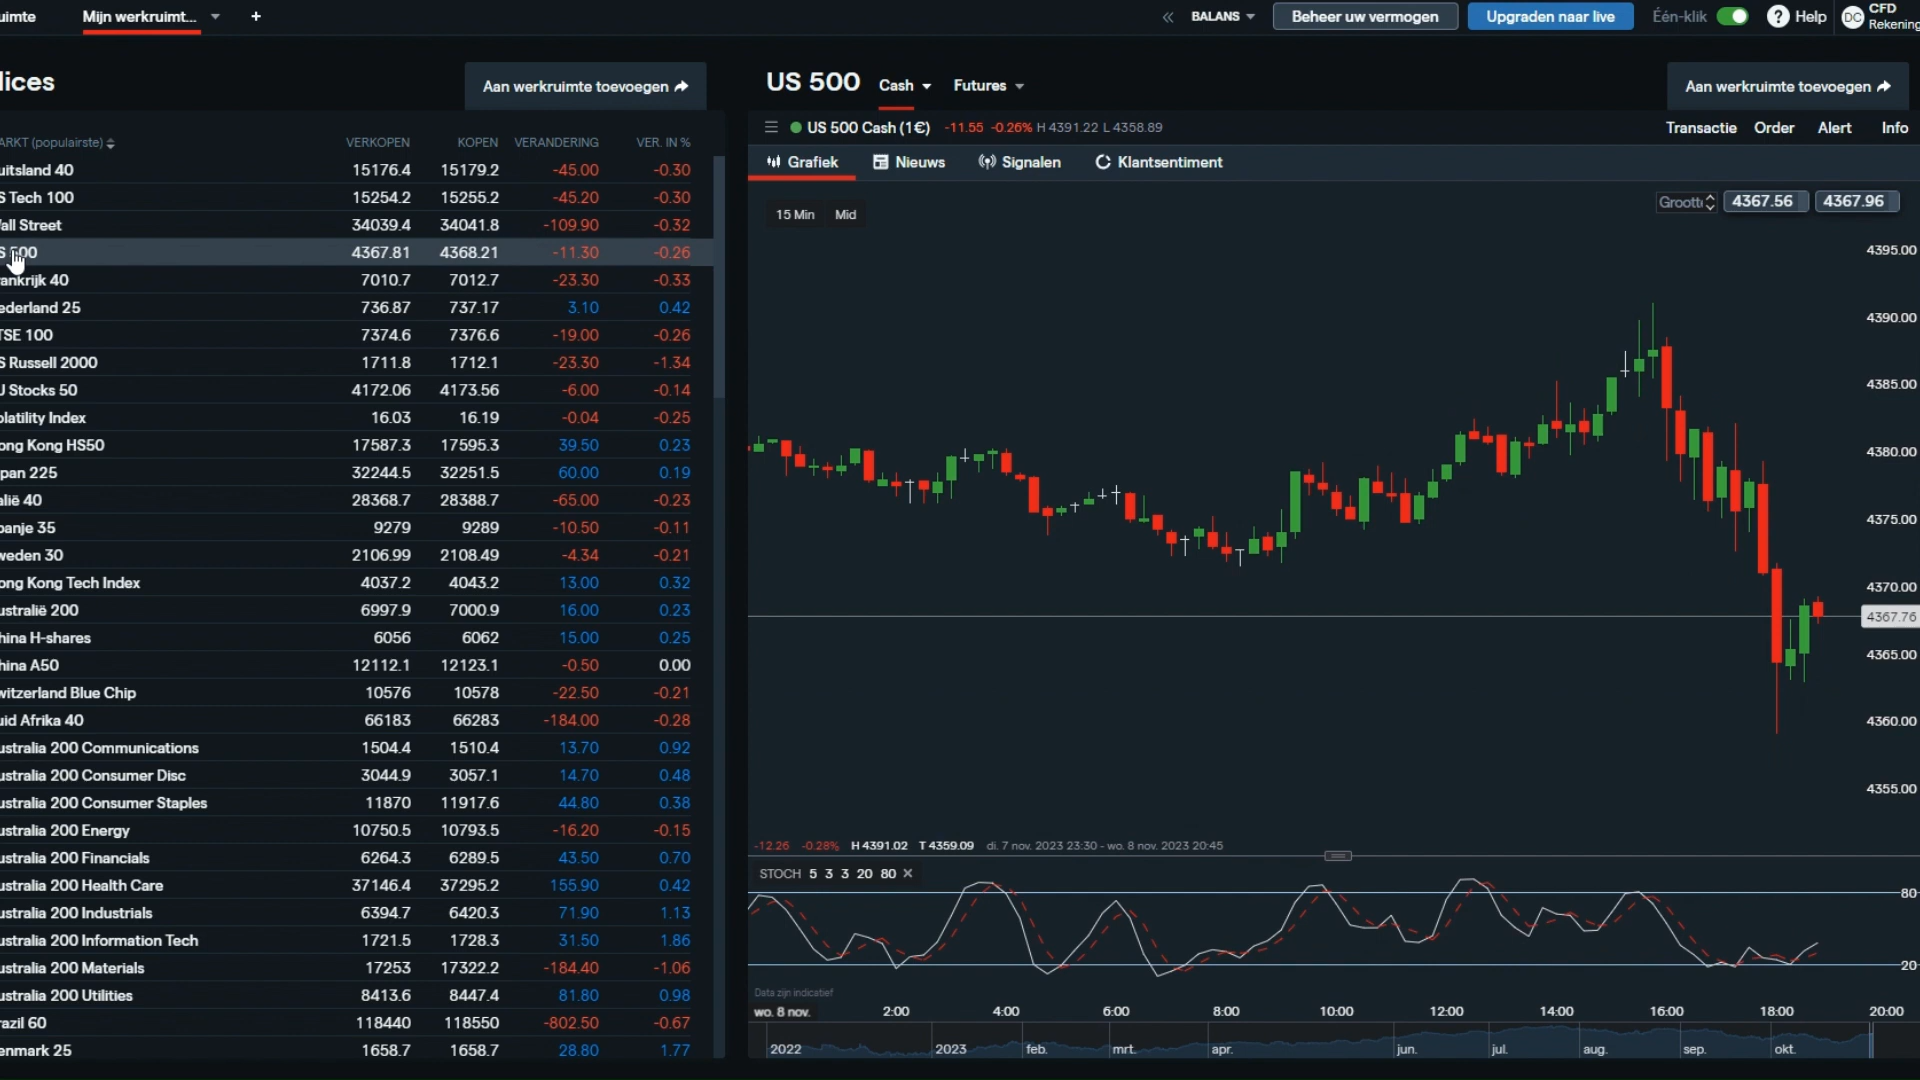 uimte Mijn werkruimt... + « BALANS Beheer uw vermogen Upgraden naar live Één-klik ? Help DC CFD Rekening
lices Aan werkruimte toevoegen
ARKT (populairste) VERKOPEN KOPEN VERANDERING VER. IN %
uitsland 40 15176.4 15179.2 -45.00 -0.30
S Tech 100 15254.2 15255.2 -45.20 -0.30
all Street 34039.4 34041.8 -109.90 -0.32
S 500 4367.81 4368.21 -11.30 -0.26
ankrijk 40 7010.7 7012.7 -23.30 -0.33
ederland 25 736.87 737.17 3.10 0.42
TSE 100 7374.6 7376.6 -19.00 -0.26
S Russell 2000 1711.8 1712.1 -23.30 -1.34
J Stocks 50 4172.06 4173.56 -6.00 -0.14
olatility Index 16.03 16.19 -0.04 -0.25
ong Kong HS50 17587.3 17595.3 39.50 0.23
pan 225 32244.5 32251.5 60.00 0.19
alië 40 28368.7 28388.7 -65.00 -0.23
panje 35 9279 9289 -10.50 -0.11
weden 30 2106.99 2108.49 -4.34 -0.21
ong Kong Tech Index 4037.2 4043.2 13.00 0.32
ustralië 200 6997.9 7000.9 16.00 0.23
hina H-shares 6056 6062 15.00 0.25
hina A50 12112.1 12123.1 -0.50 0.00
witzerland Blue Chip 10576 10578 -22.50 -0.21
uid Afrika 40 66183 66283 -184.00 -0.28
ustralia 200 Communications 1504.4 1510.4 13.70 0.92
ustralia 200 Consumer Disc 3044.9 3057.1 14.70 0.48
ustralia 200 Consumer Staples 11870 11917.6 44.80 0.38
ustralia 200 Energy 10750.5 10793.5 -16.20 -0.15
ustralia 200 Financials 6264.3 6289.5 43.50 0.70
ustralia 200 Health Care 37146.4 37295.2 155.90 0.42
ustralia 200 Industrials 6394.7 6420.3 71.90 1.13
ustralia 200 Information Tech 1721.5 1728.3 31.50 1.86
ustralia 200 Materials 17253 17322.2 -184.40 -1.06
ustralia 200 Utilities 8413.6 8447.4 81.80 0.98
razil 60 118440 118550 -802.50 -0.67
enmark 25 1658.7 1658.7 28.80 1.77
US 500 Cash Futures Aan werkruimte toevoegen
US 500 Cash (1€) -11.55 -0.26% H 4391.22 L 4358.89 Transactie Order Alert Info
Grafiek Nieuws Signalen Klantsentiment
15 Min Mid Grootte 4367.56 4367.96
4395.00
4390.00
4385.00
4380.00
4375.00
4370.00
4367.76
4365.00
4360.00
4355.00
-12.26 -0.28% H 4391.02 T 4359.09 di. 7 nov. 2023 23:30 - wo. 8 nov. 2023 20:45
STOCH 5 3 3 20 80 ×
80
20
Data zijn indicatief
wo. 8 nov. 2:00 4:00 6:00 8:00 10:00 12:00 14:00 16:00 18:00 20:00
2022 2023 feb. mrt. apr. jun. jul. aug. sep. okt.